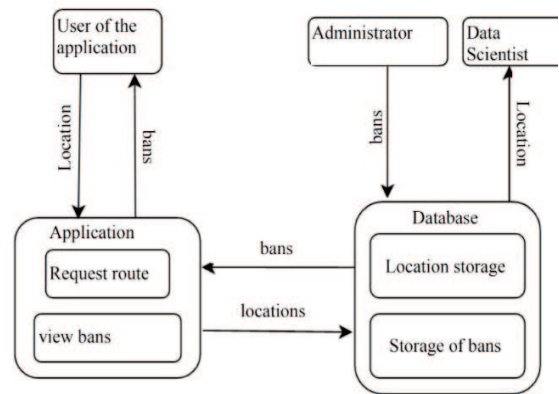 User of the
application
Administrator
Data
Scientist
Location
bans
bans
Location
Application
Request route
view bans
bans
locations
Database
Location storage
Storage of bans